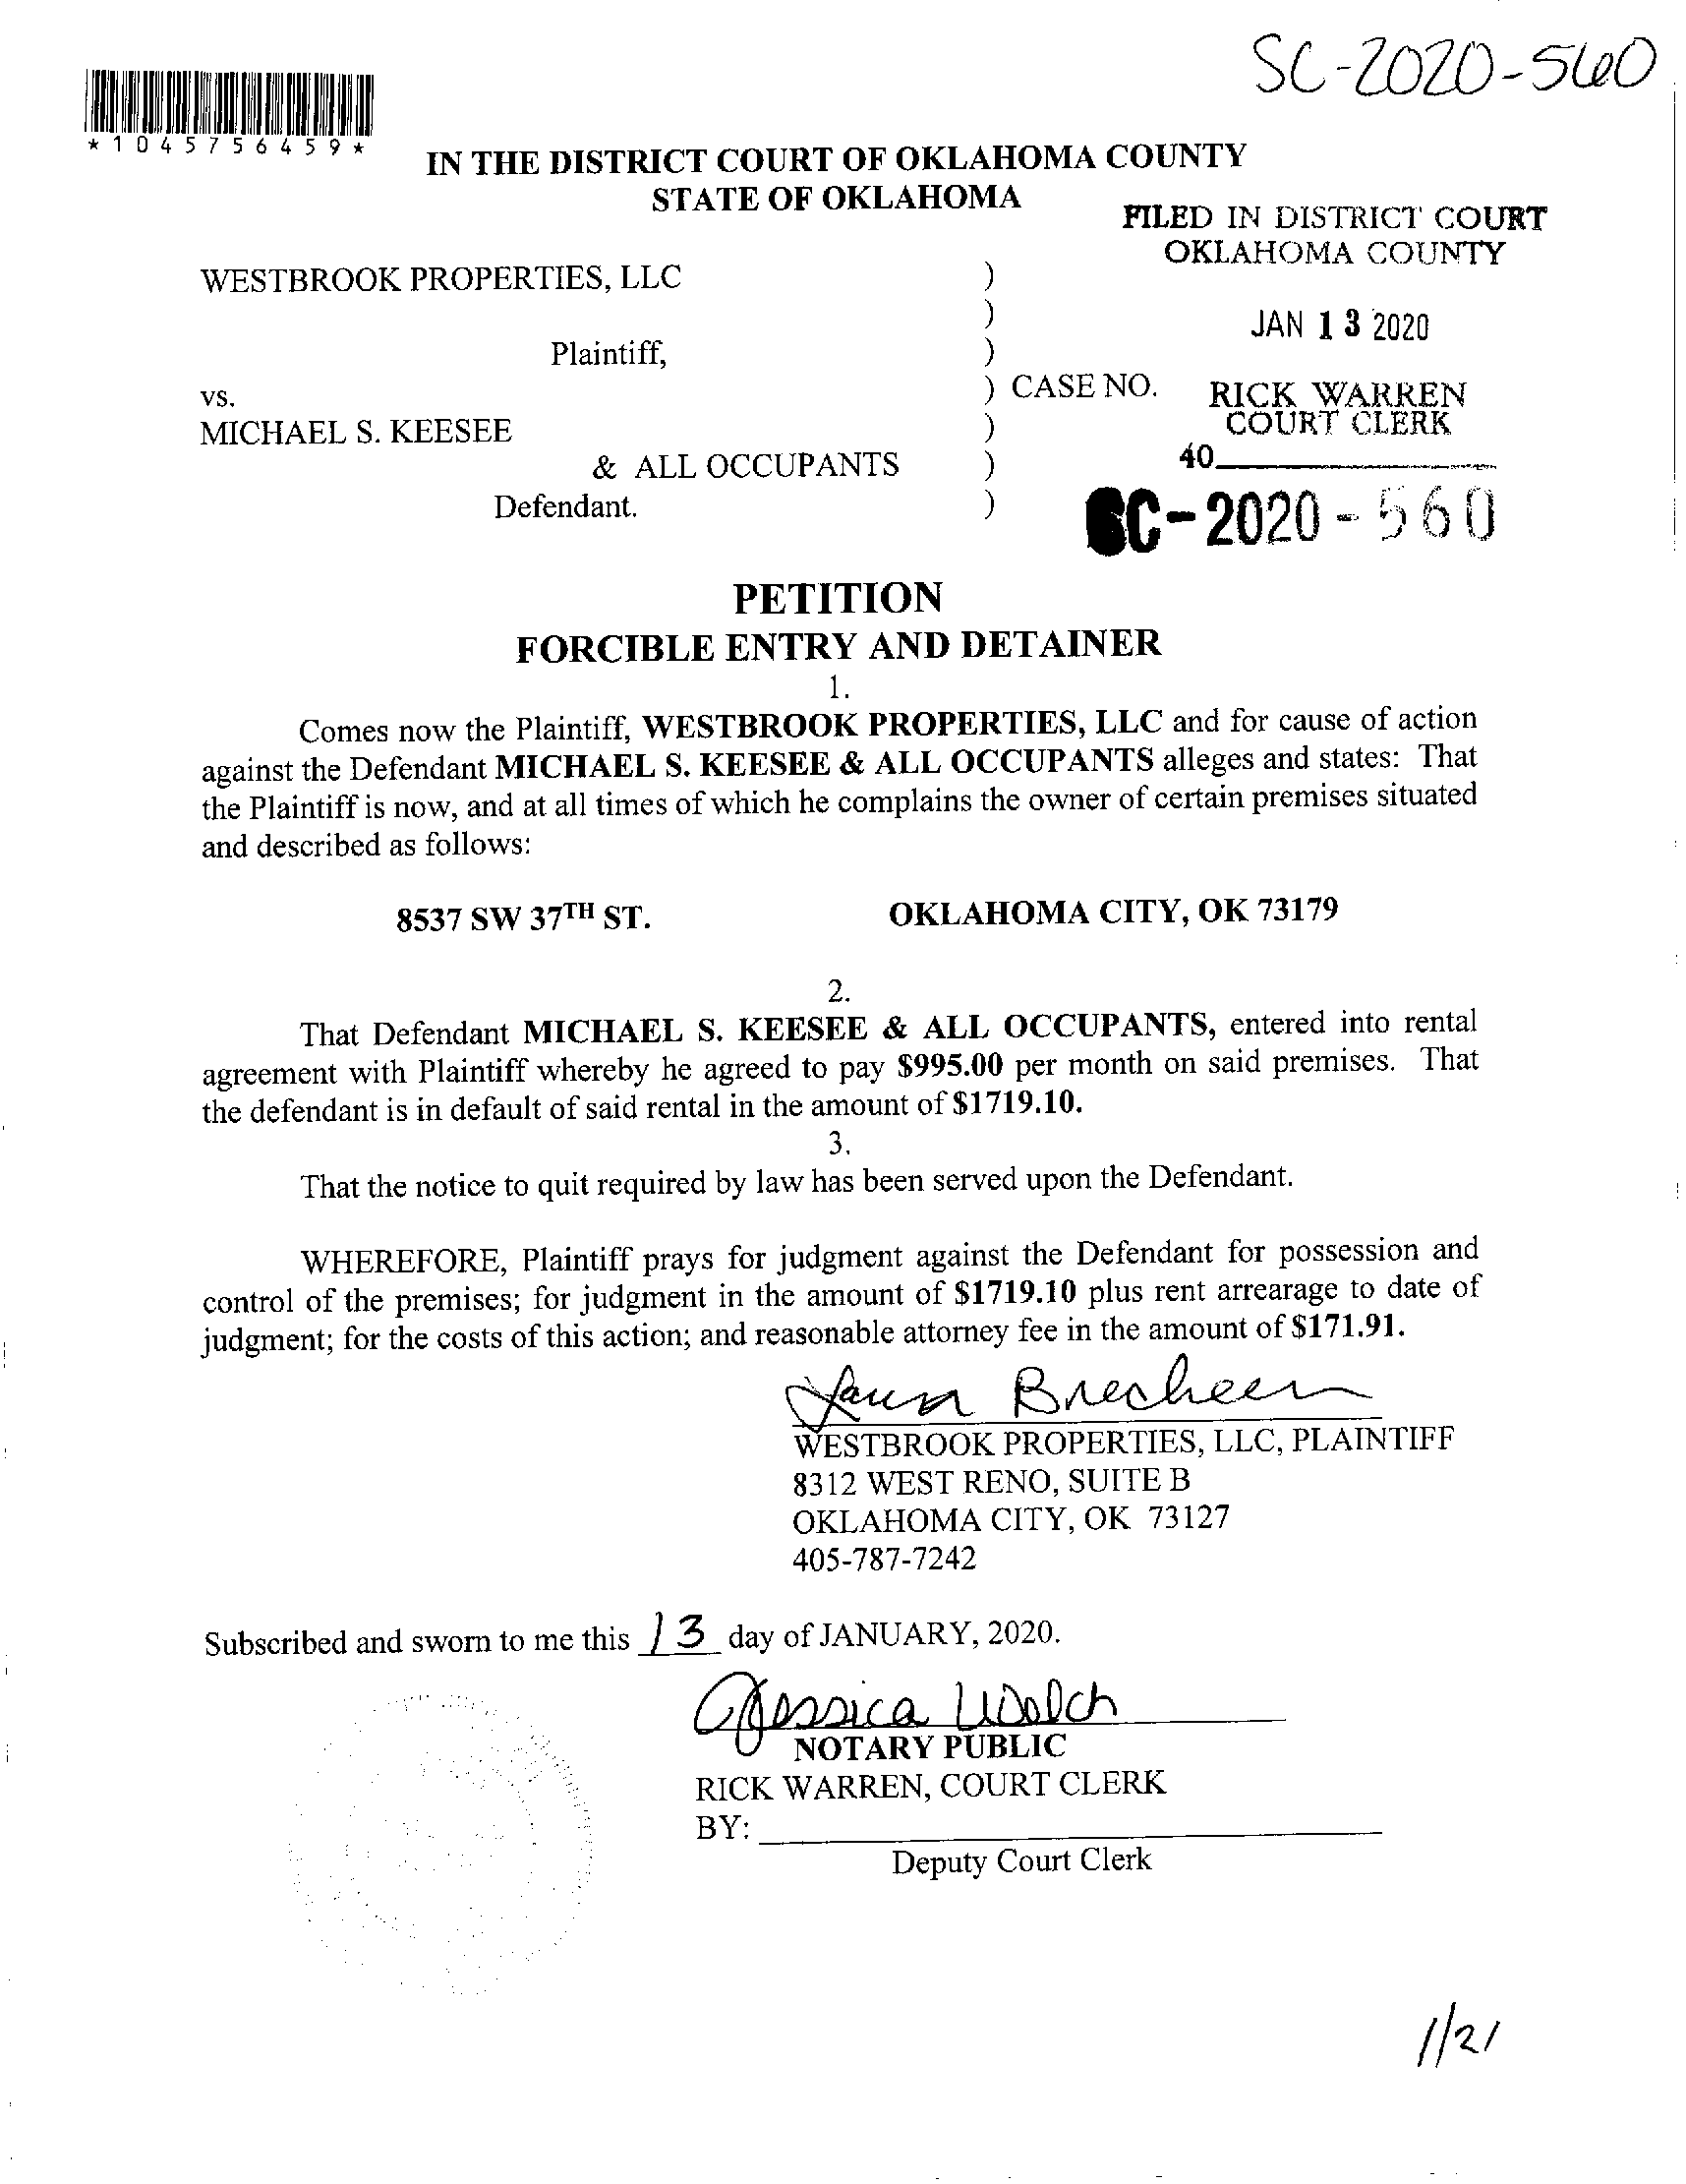 SC-2020-560
*1045756459*
IN THE DISTRICT COURT OF OKLAHOMA COUNTY
STATE OF OKLAHOMA
FILED IN DISTRICT COURT
OKLAHOMA COUNTY
WESTBROOK PROPERTIES, LLC )
)
JAN 13 2020
Plaintiff, )
vs. ) CASE NO. RICK WARREN
COURT CLERK
MICHAEL S. KEESEE )
& ALL OCCUPANTS ) 40
Defendant. )
SC-2020-560
PETITION
FORCIBLE ENTRY AND DETAINER
1.
Comes now the Plaintiff, WESTBROOK PROPERTIES, LLC and for cause of action
against the Defendant MICHAEL S. KEESEE & ALL OCCUPANTS alleges and states: That
the Plaintiff is now, and at all times of which he complains the owner of certain premises situated
and described as follows:
8537 SW 37TH ST. OKLAHOMA CITY, OK 73179
2.
That Defendant MICHAEL S. KEESEE & ALL OCCUPANTS, entered into rental
agreement with Plaintiff whereby he agreed to pay $995.00 per month on said premises. That
the defendant is in default of said rental in the amount of $1719.10.
3.
That the notice to quit required by law has been served upon the Defendant.
WHEREFORE, Plaintiff prays for judgment against the Defendant for possession and
control of the premises; for judgment in the amount of $1719.10 plus rent arrearage to date of
judgment; for the costs of this action; and reasonable attorney fee in the amount of $171.91.
Laura Brecheen
WESTBROOK PROPERTIES, LLC, PLAINTIFF
8312 WEST RENO, SUITE B
OKLAHOMA CITY, OK 73127
405-787-7242
Subscribed and sworn to me this 13 day of JANUARY, 2020.
Jessica Welch
NOTARY PUBLIC
RICK WARREN, COURT CLERK
BY:
Deputy Court Clerk
1/21